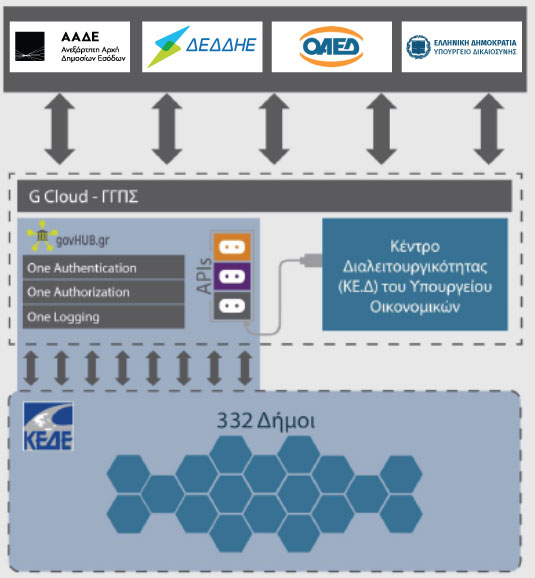 ΑΑΔΕ
Ανεξάρτητη Αρχή
Δημοσίων Εσόδων
ΔΕΔΔΗΕ
ΟΑΕD
ΕΛΛΗΝΙΚΗ ΔΗΜΟΚΡΑΤΙΑ
ΥΠΟΥΡΓΕΙΟ ΔΙΚΑΙΟΣΥΝΗΣ
G Cloud - ΓΓΠΣ
govHUB.gr
One Authentication
One Authorization
One Logging
APIs
Κέντρο
Διαλειτουργικότητας
(ΚΕ.Δ) του Υπουργείου
Οικονομικών
ΚΕΔΕ
332 Δήμοι